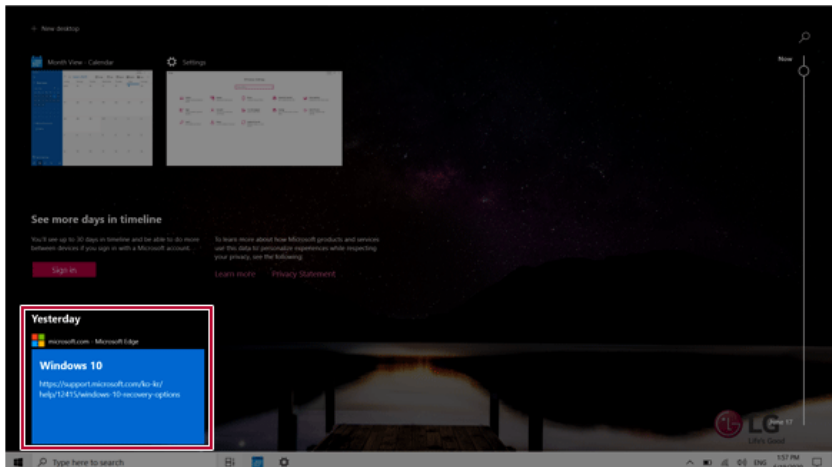 New desktop
Month View - Calendar
Settings
Now
See more days in timeline
You'll see up to 30 days in timeline and be able to do more
between devices if you sign in with a Microsoft account.
To learn more about how Microsoft products and services
use this data to personalize experiences while respecting
your privacy, see the following:
Sign in
Learn more
Privacy Statement
Yesterday
microsoft.com - Microsoft Edge
Windows 10
https://support.microsoft.com/ko-kr/
help/12415/windows-10-recovery-options
June 17
LG
Life's Good
Type here to search
ENG
1:57 PM